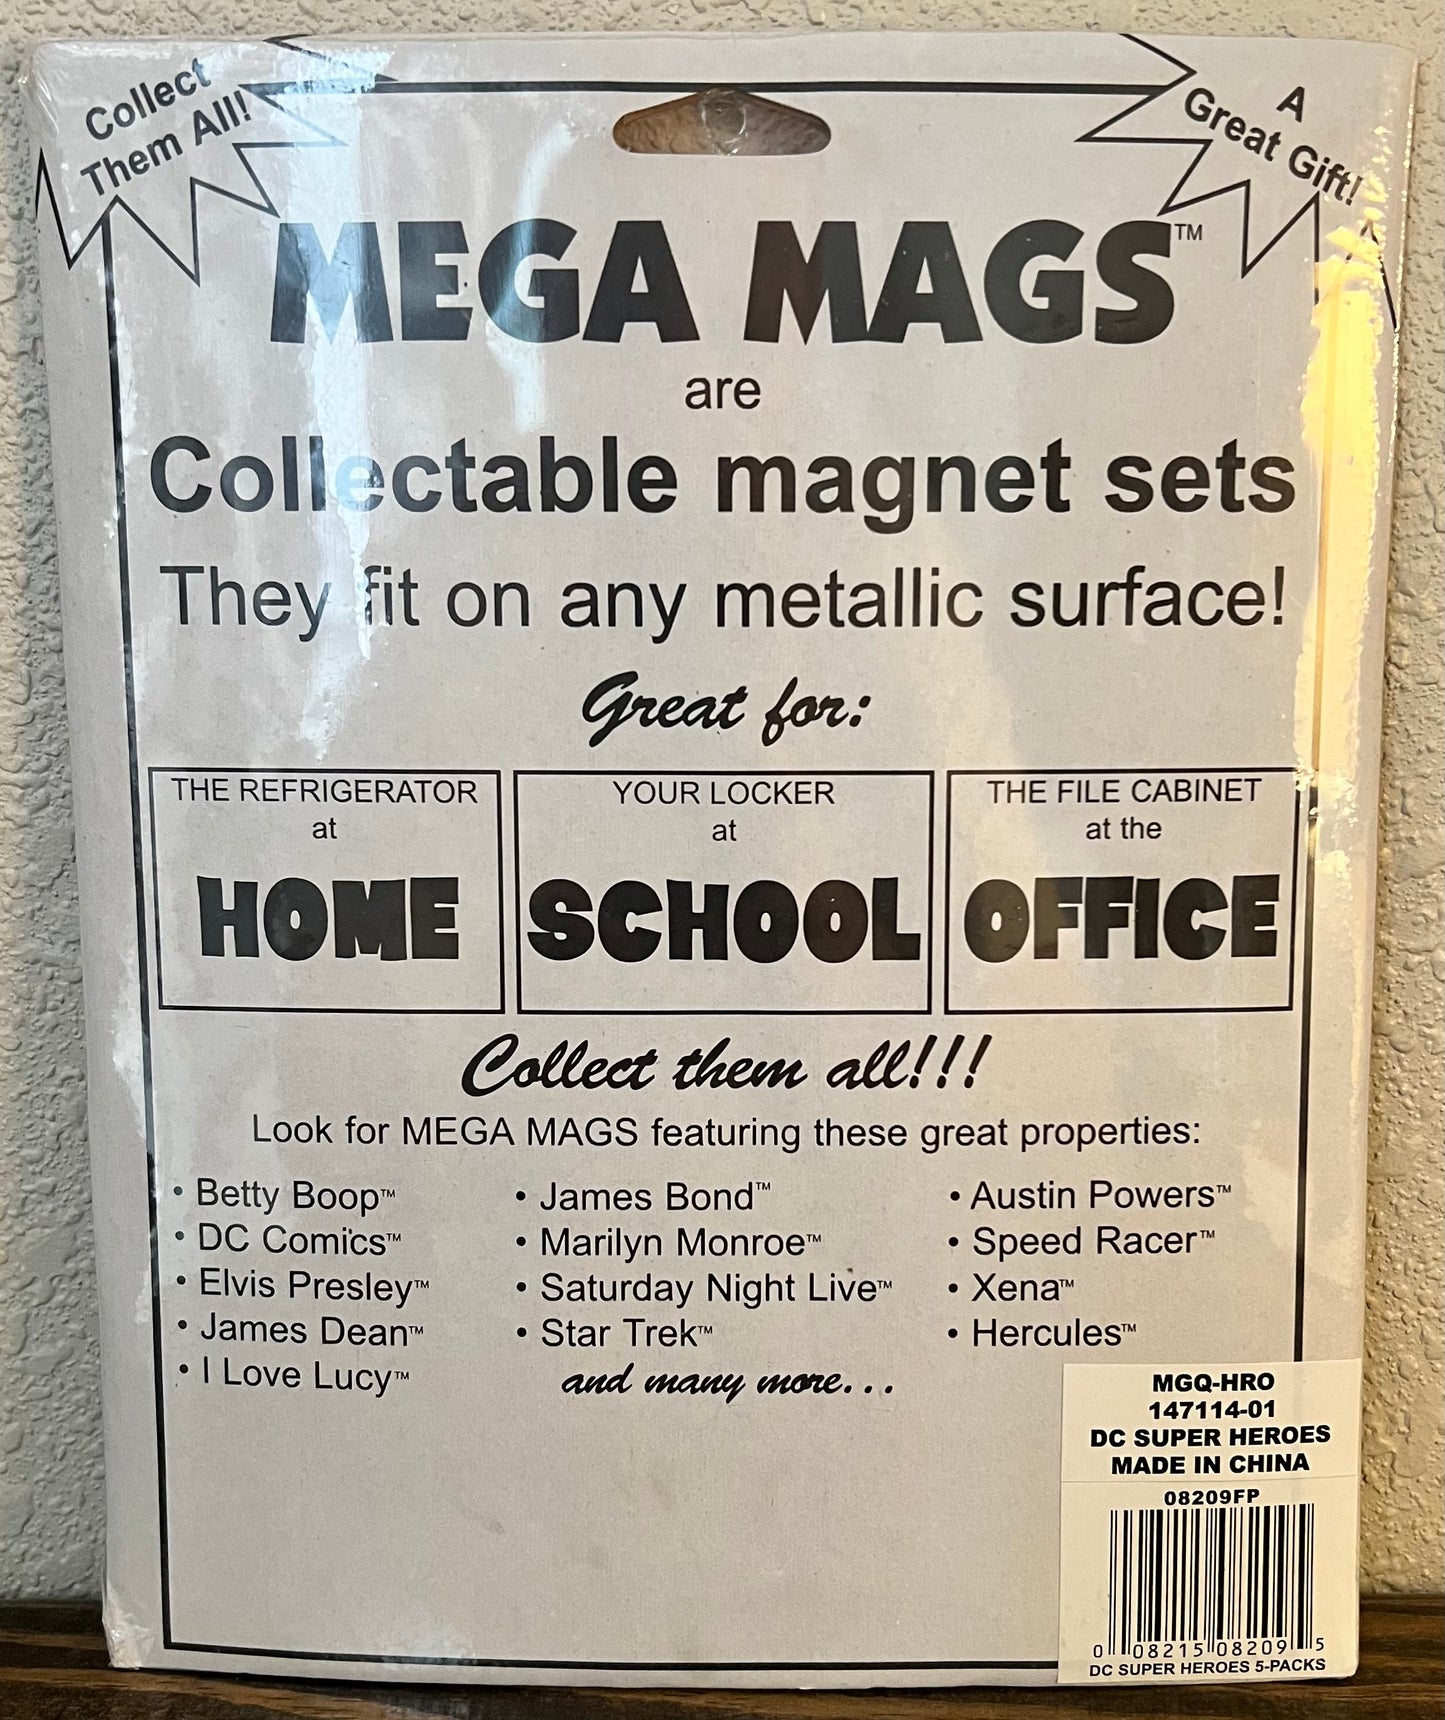 Collect
Them All!
A
Great Gift!
MEGA MAGS™
are
Collectable magnet sets
They fit on any metallic surface!
Great for:
THE REFRIGERATOR
at
HOME
YOUR LOCKER
at
SCHOOL
THE FILE CABINET
at the
OFFICE
Collect them all!!!
Look for MEGA MAGS featuring these great properties:
• Betty Boop™
• DC Comics™
• Elvis Presley™
• James Dean™
• I Love Lucy™
• James Bond™
• Marilyn Monroe™
• Saturday Night Live™
• Star Trek™
and many more...
• Austin Powers™
• Speed Racer™
• Xena™
• Hercules™
MGQ-HRO
147114-01
DC SUPER HEROES
MADE IN CHINA
08209FP
0 08215 08209 5
DC SUPER HEROES 5-PACKS